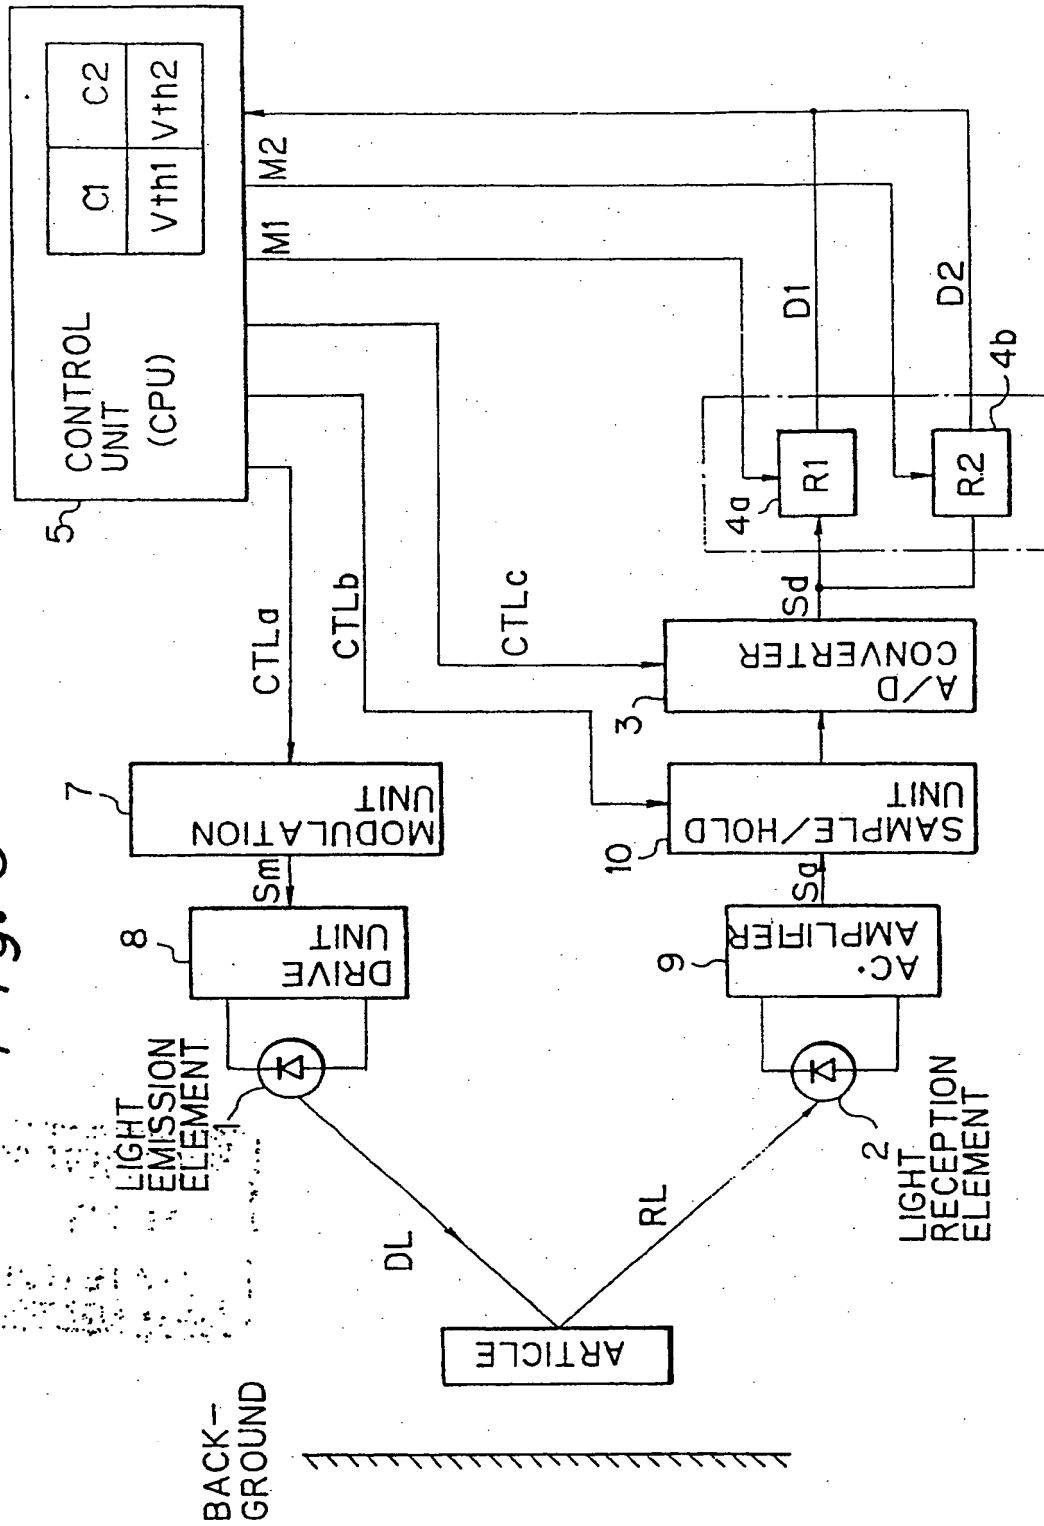 5
CONTROL
UNIT
(CPU)
C1
C2
Vth1
Vth2
CTLa
CTLb
CTLc
M1
M2
7
MODULATION
UNIT
Sm
8
DRIVE
UNIT
LIGHT
EMISSION
ELEMENT
1
DL
BACK-
GROUND
ARTICLE
RL
2
LIGHT
RECEPTION
ELEMENT
9
AC
AMPLIFIER
Sa
10
SAMPLE/HOLD
UNIT
3
A/D
CONVERTER
Sd
4a
R1
D1
R2
4b
D2